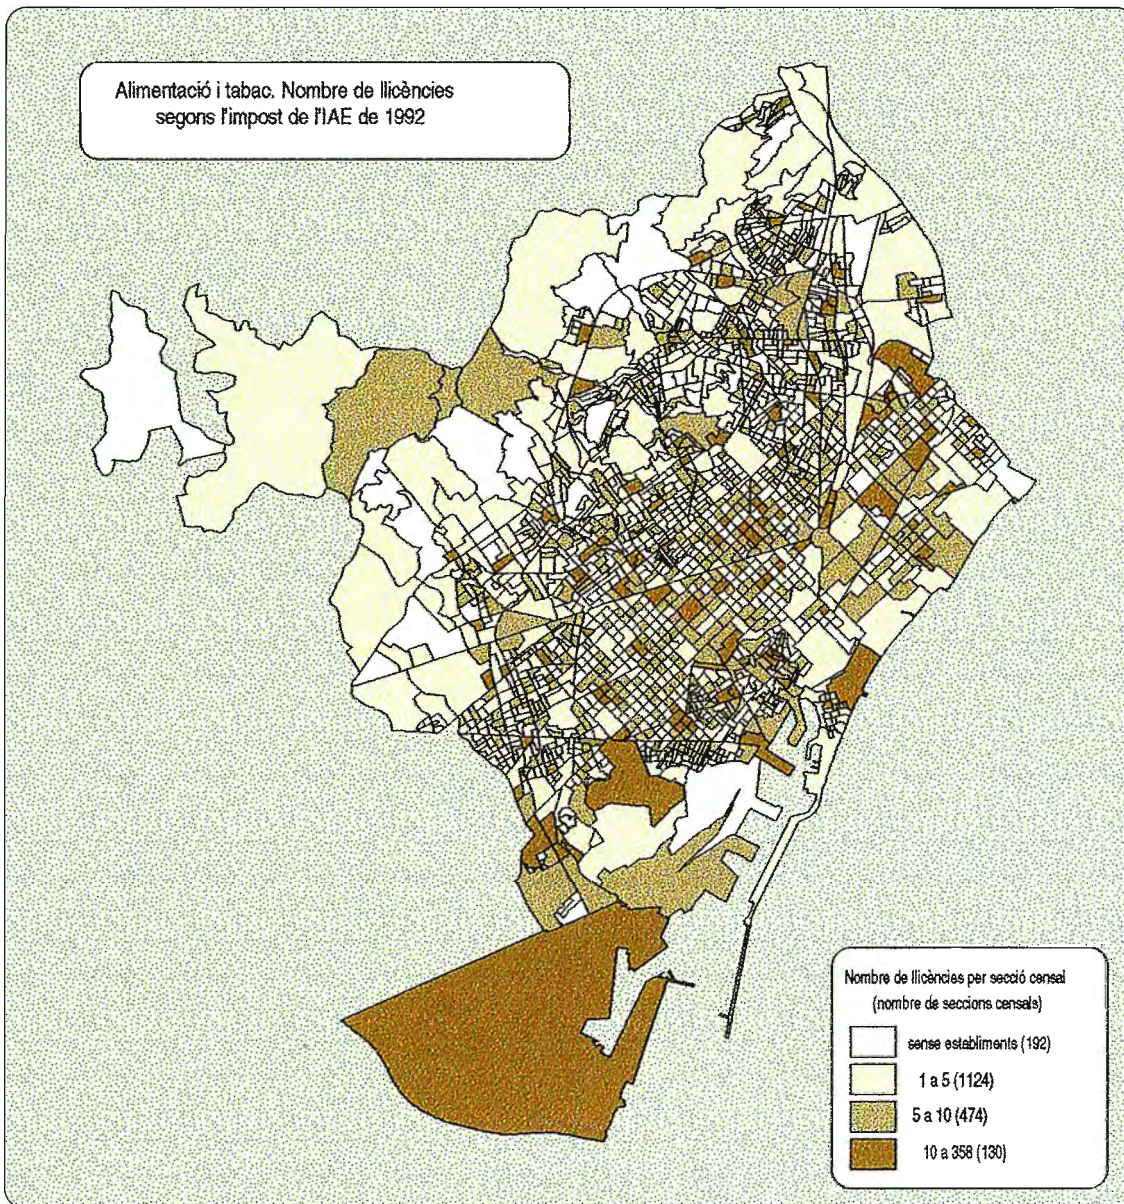 Alimentació i tabac. Nombre de llicències
segons l'impost de l'IAE de 1992
Nombre de llicències per secció censal
(nombre de seccions censals)
sense establiments (192)
1 a 5 (1124)
5 a 10 (474)
10 a 358 (130)